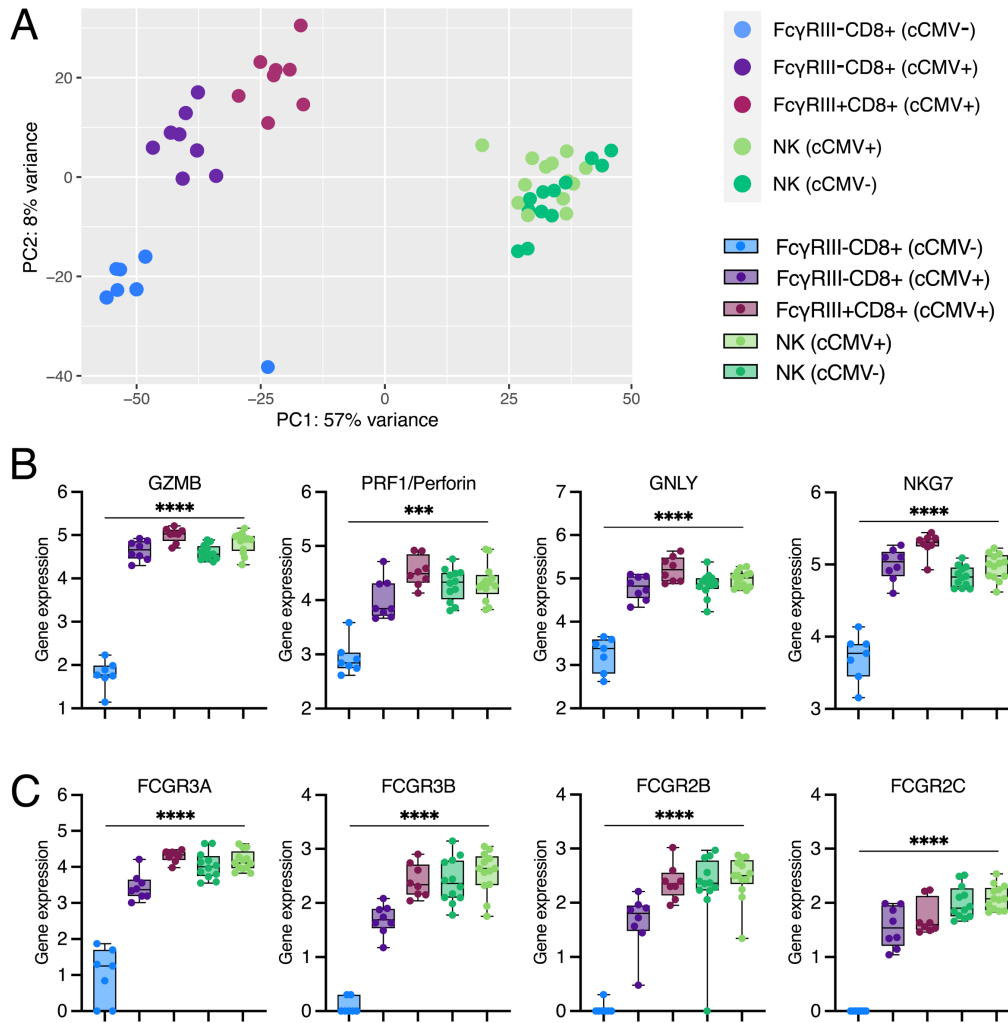 A
20
0
−20
−40
PC2: 8% variance
−50
−25
0
25
50
PC1: 57% variance
FcγRIII-CD8+ (cCMV-)
FcγRIII-CD8+ (cCMV+)
FcγRIII+CD8+ (cCMV+)
NK (cCMV+)
NK (cCMV-)
FcγRIII-CD8+ (cCMV-)
FcγRIII-CD8+ (cCMV+)
FcγRIII+CD8+ (cCMV+)
NK (cCMV+)
NK (cCMV-)
B
GZMB
****
Gene expression
6
5
4
3
2
1
PRF1/Perforin
***
Gene expression
6
5
4
3
2
GNLY
****
Gene expression
7
6
5
4
3
2
NKG7
****
Gene expression
6
5
4
3
C
FCGR3A
****
Gene expression
6
5
4
3
2
1
0
FCGR3B
****
Gene expression
4
3
2
1
0
FCGR2B
****
Gene expression
4
3
2
1
0
FCGR2C
****
Gene expression
4
3
2
1
0